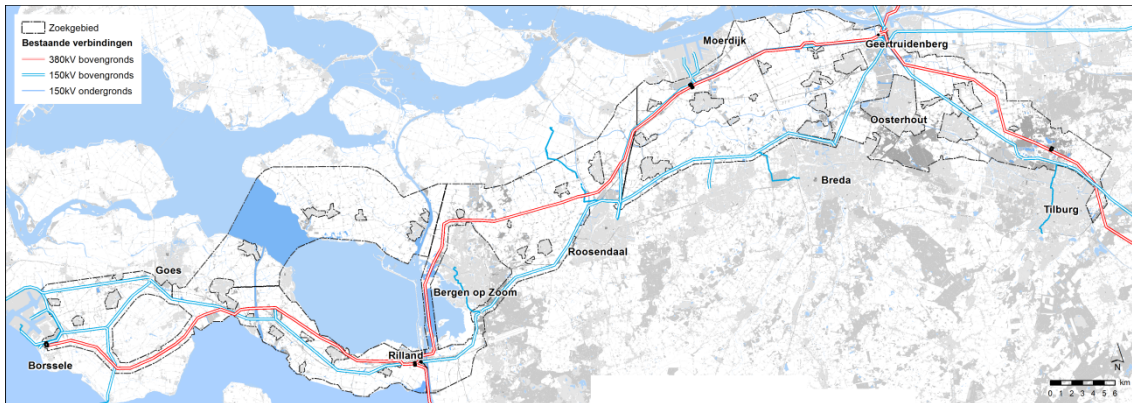 Zoekgebied
Bestaande verbindingen
380kV bovengronds
150kV bovengronds
150kV ondergronds
Moerdijk
Geertruidenberg
Oosterhout
Breda
Tilburg
Roosendaal
Goes
Bergen op Zoom
Rilland
Borssele
N
km
0 1 2 3 4 5 6